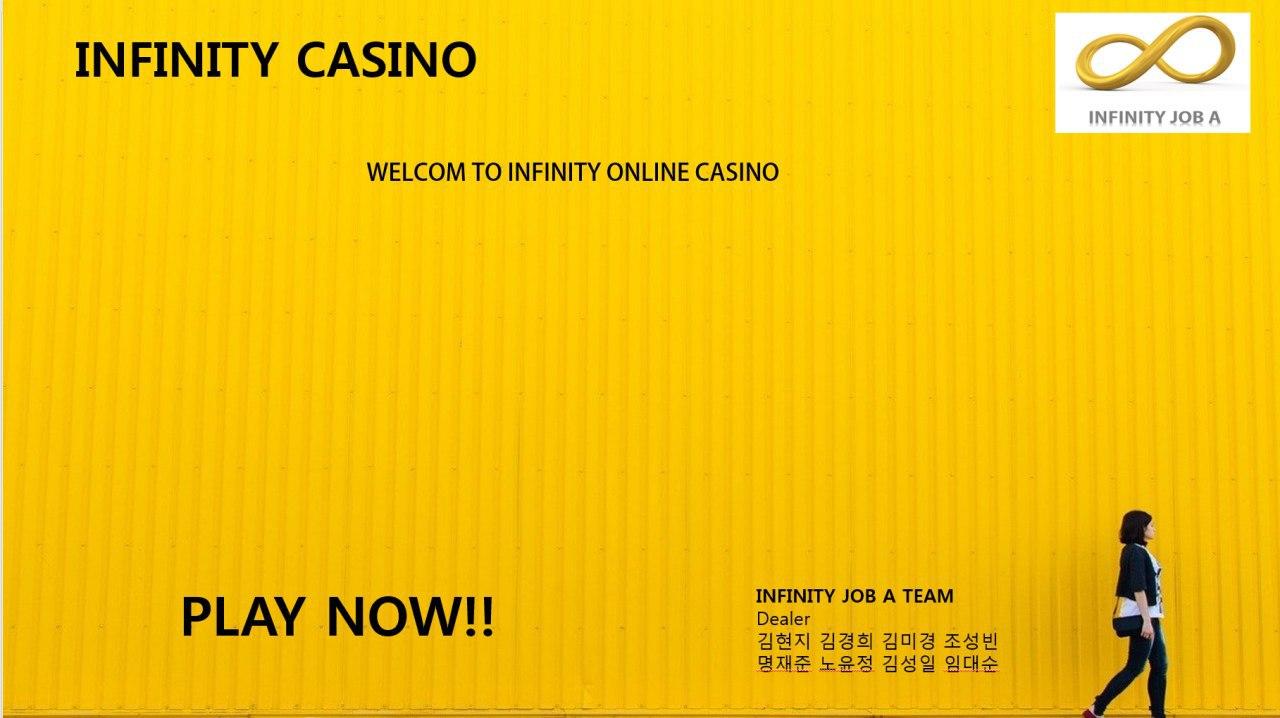 INFINITY CASINO
INFINITY JOB A
WELCOM TO INFINITY ONLINE CASINO
PLAY NOW!!
INFINITY JOB A TEAM
Dealer
김현지 김경희 김미경 조성빈
명재준 노윤정 김성일 임대순